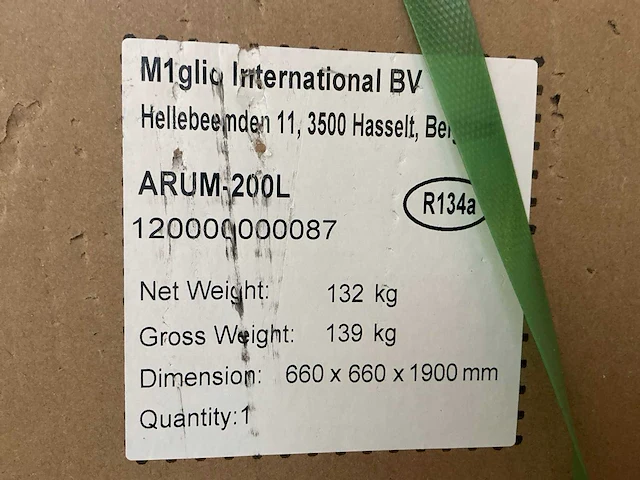 M1glio International BV
Hellebeemden 11, 3500 Hasselt,
ARUM-200L
R134a
120000000087
Net Weight: 132 kg
Gross Weight: 139 kg
Dimension: 660 x 660 x 1900 mm
Quantity:1